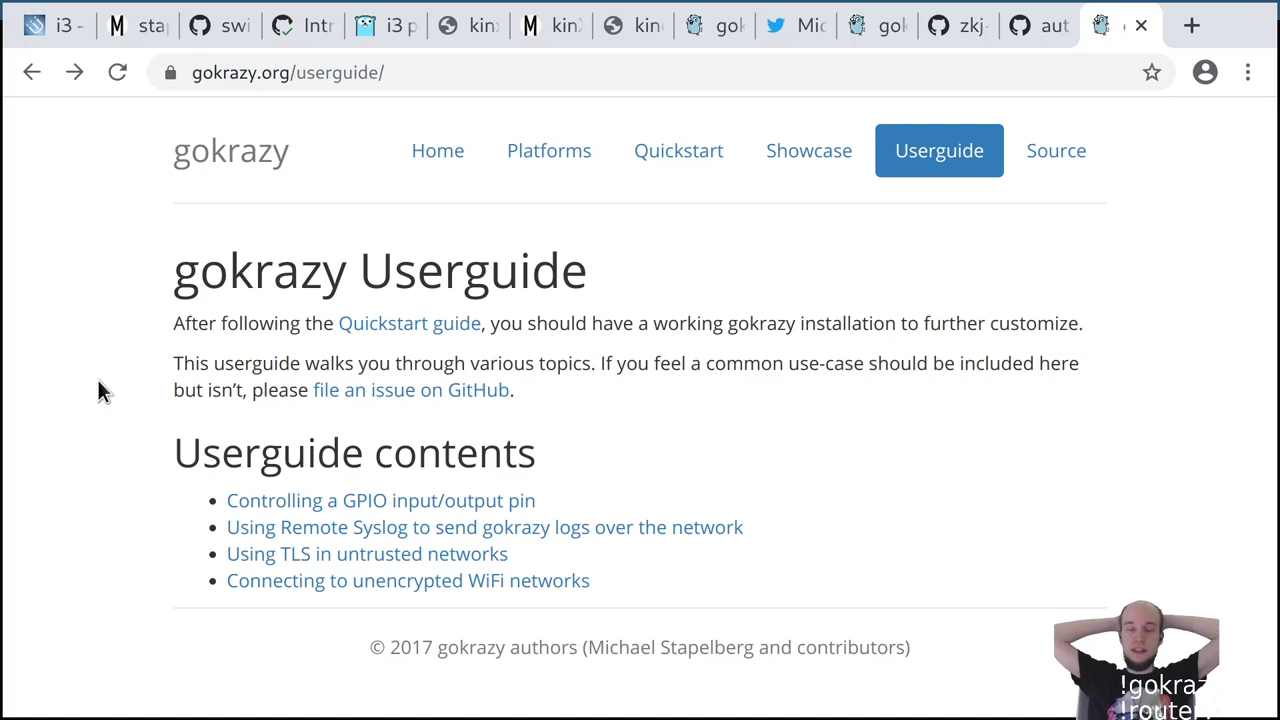 i3 - sta swi Intr i3 p kin kinX kin gok Mic gok zkj- aut
gokrazy.org/userguide/
gokrazy Home Platforms Quickstart Showcase Userguide Source
gokrazy Userguide
After following the Quickstart guide, you should have a working gokrazy installation to further customize.
This userguide walks you through various topics. If you feel a common use-case should be included here
but isn’t, please file an issue on GitHub.
Userguide contents
Controlling a GPIO input/output pin
Using Remote Syslog to send gokrazy logs over the network
Using TLS in untrusted networks
Connecting to unencrypted WiFi networks
© 2017 gokrazy authors (Michael Stapelberg and contributors)
!gokraz
!router